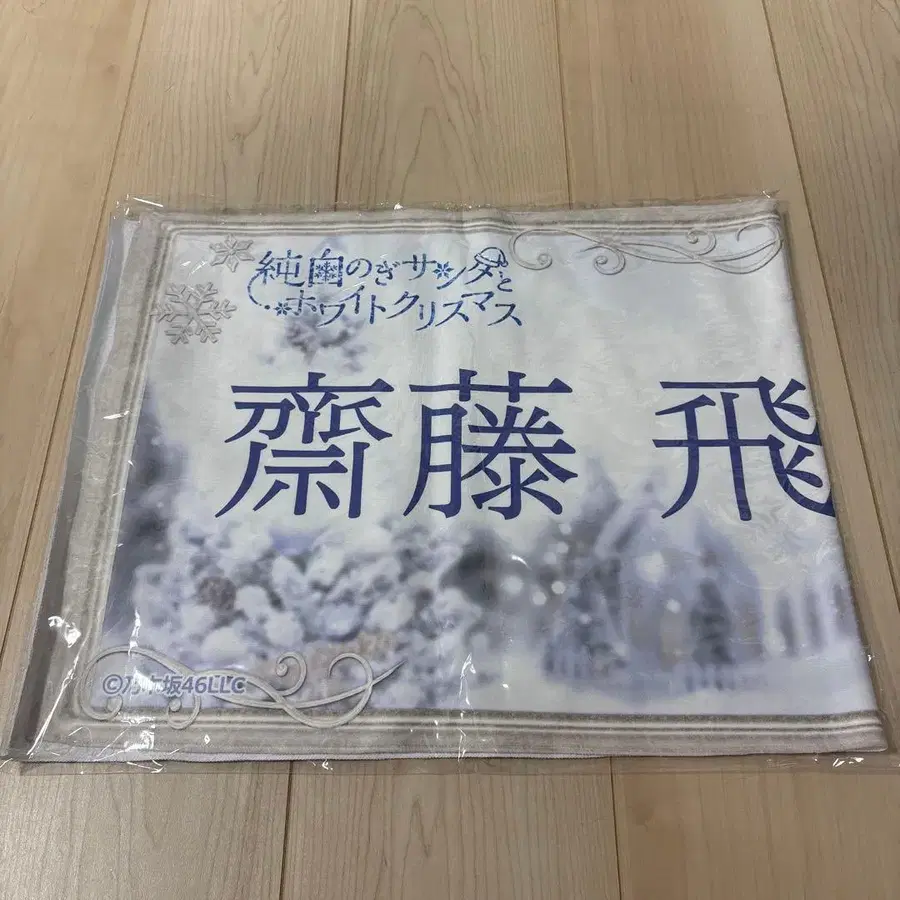 純白のぎサンタと
ホワイトクリスマス
齋藤 飛
©乃木坂46LLC